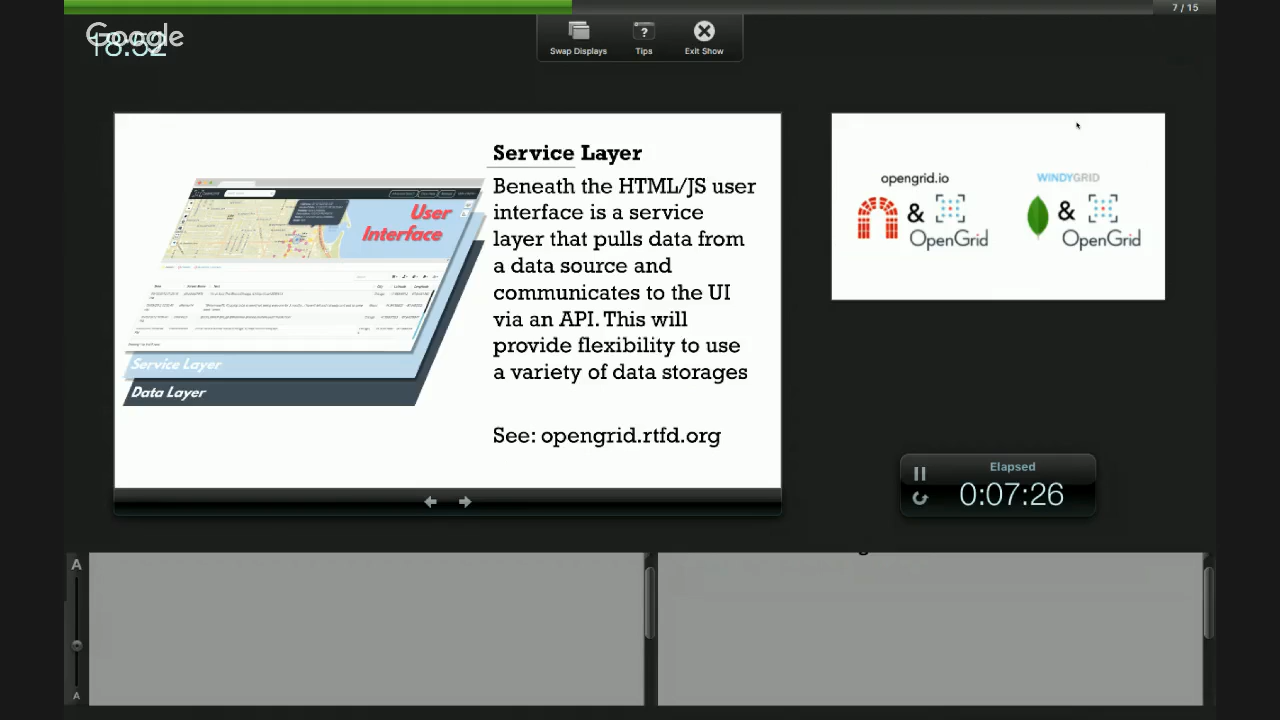 7 / 15
Google
18:52
Swap Displays
Tips
Exit Show
Service Layer
Beneath the HTML/JS user
interface is a service
layer that pulls data from
a data source and
communicates to the UI
via an API. This will
provide flexibility to use
a variety of data storages
See: opengrid.rtfd.org
User
Interface
Service Layer
Data Layer
opengrid.io
& OpenGrid
WINDYGRID
& OpenGrid
Elapsed
0:07:26
A
A